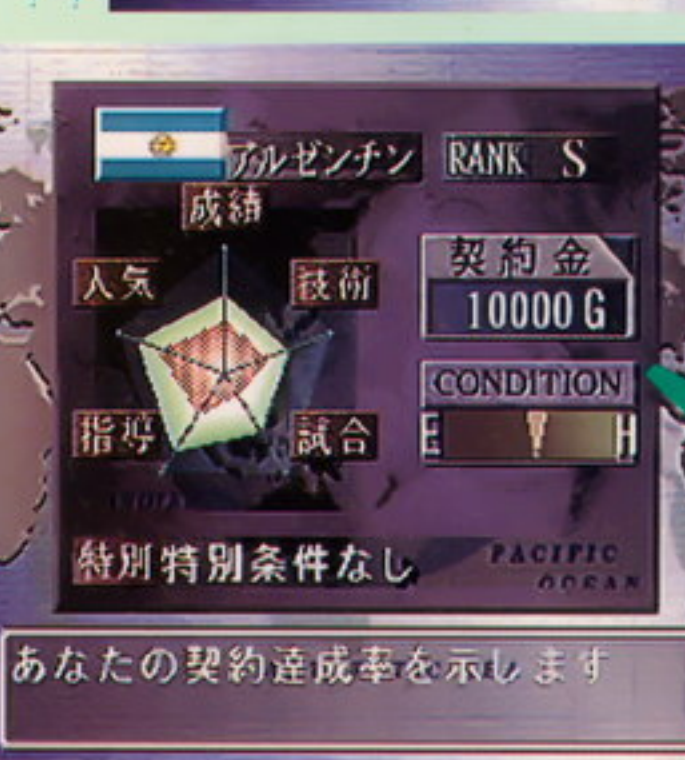 アルゼンチン RANK S
成績
人気 技術
契約金
10000 G
CONDITION
指導 試合
E H
特別 特別条件なし
PACIFIC
OCEAN
あなたの契約達成率を示します